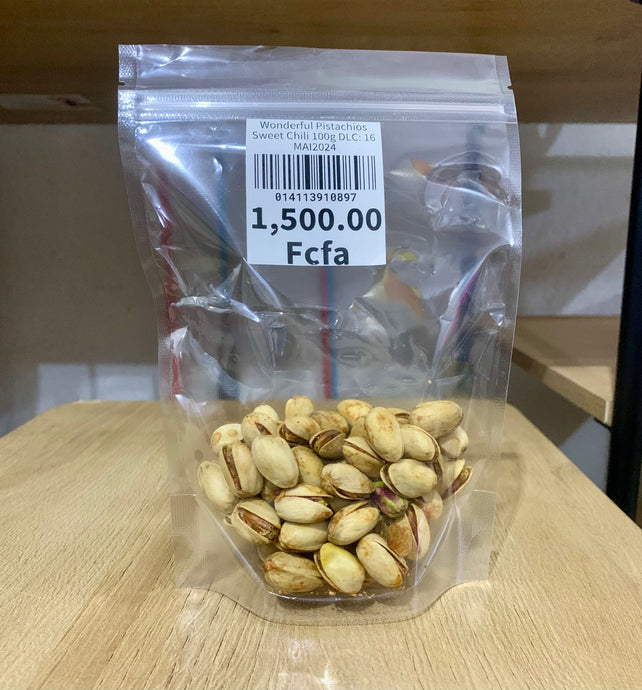 Wonderful Pistachios
Sweet Chili 100g DLC: 16
MAI2024
014113910897
1,500.00
Fcfa